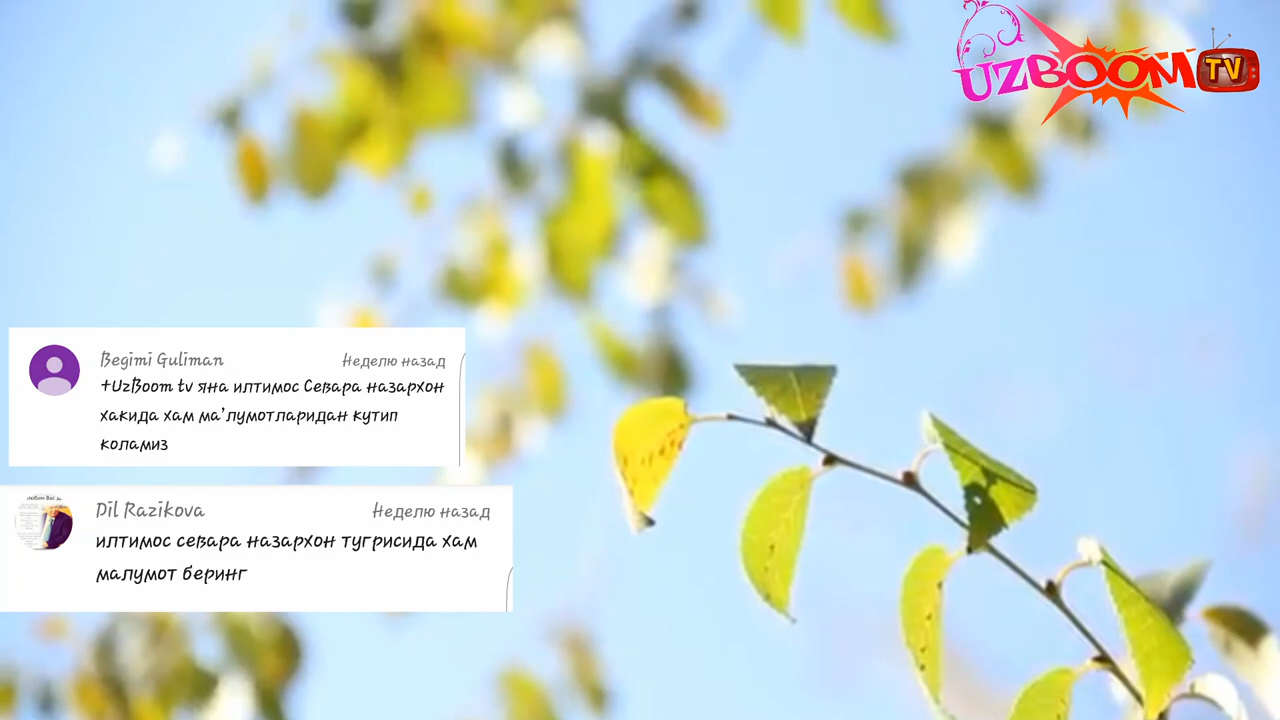 UZBOOM TV
Begimi Guliman Неделю назад
+UzBoom tv яна илтимос Севара назархон
хакида хам ма'лумотларидан кутип
коламиз
Dil Razikova Неделю назад
илтимос севара назархон тугрисида хам
малумот беринг